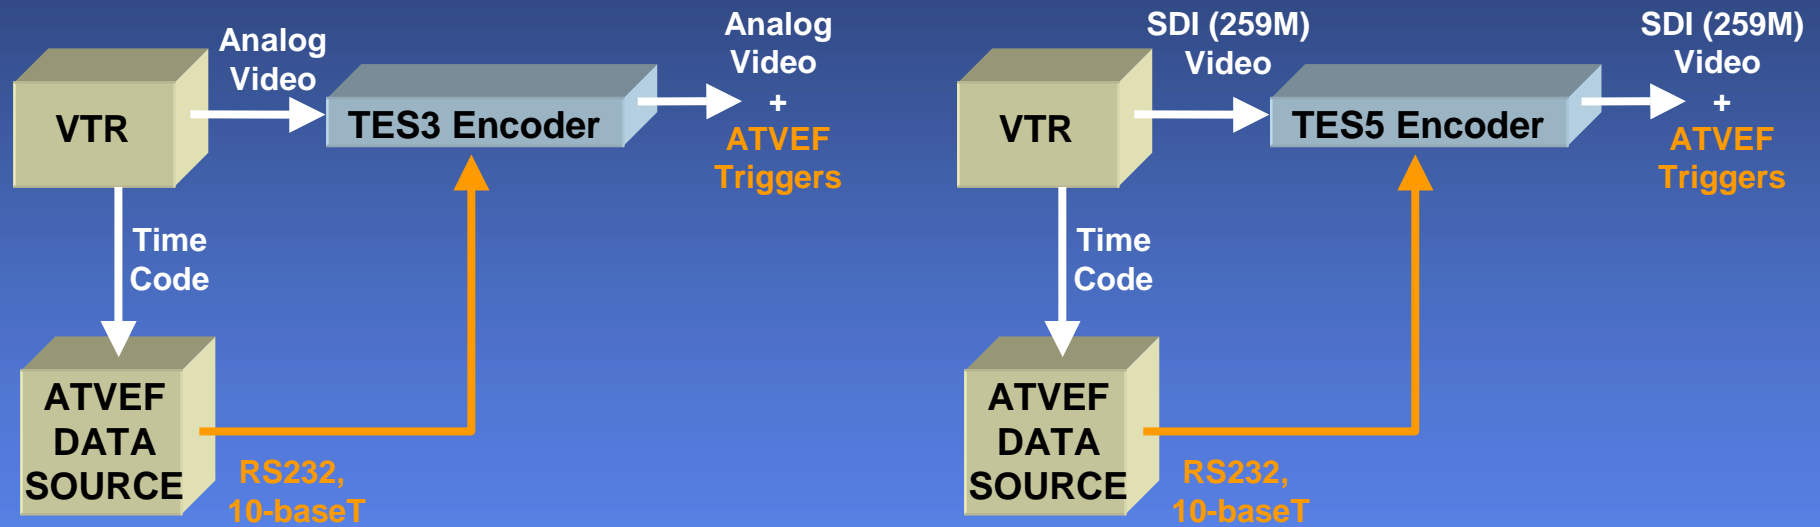 Analog
Video
VTR
TES3 Encoder
Analog
Video
+
ATVEF
Triggers
Time
Code
ATVEF
DATA
SOURCE
RS232,
10-baseT
SDI (259M)
Video
VTR
TES5 Encoder
SDI (259M)
Video
+
ATVEF
Triggers
Time
Code
ATVEF
DATA
SOURCE
RS232,
10-baseT